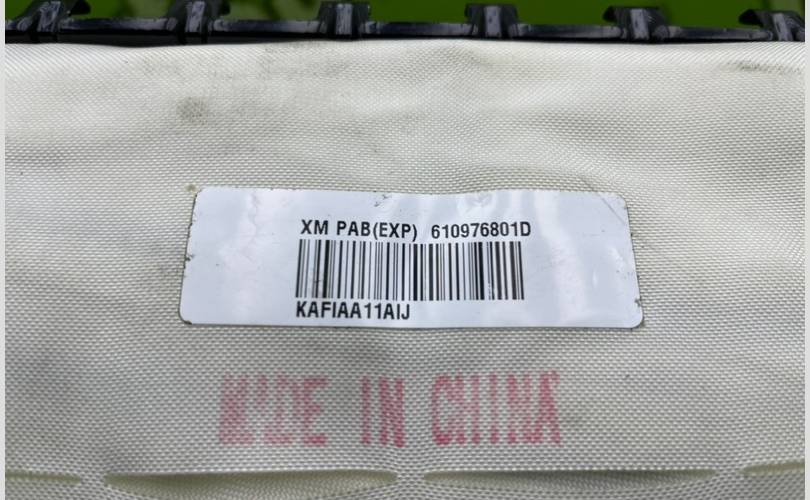 XM PAB(EXP) 610976801D
KAFIAA11AIJ
MADE IN CHINA